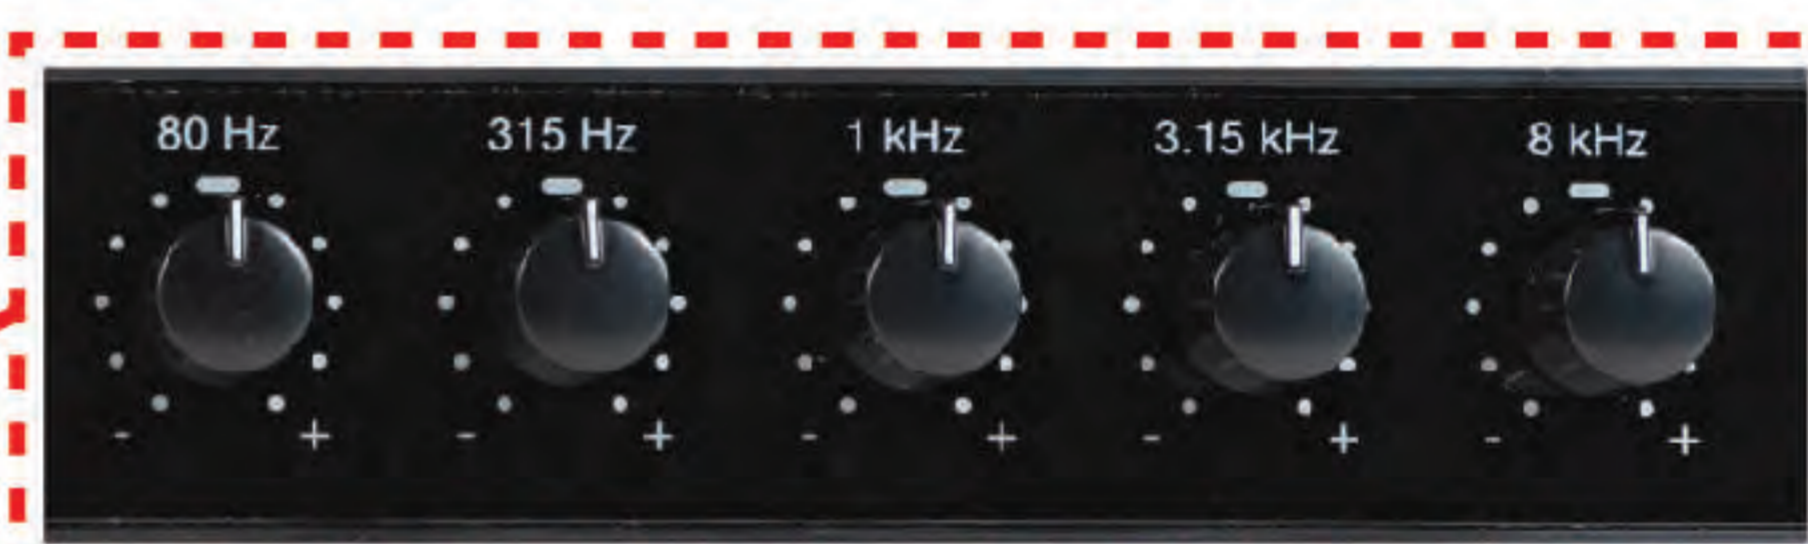 80 Hz 315 Hz 1 kHz 3.15 kHz 8 kHz
- + - + - + - + - +